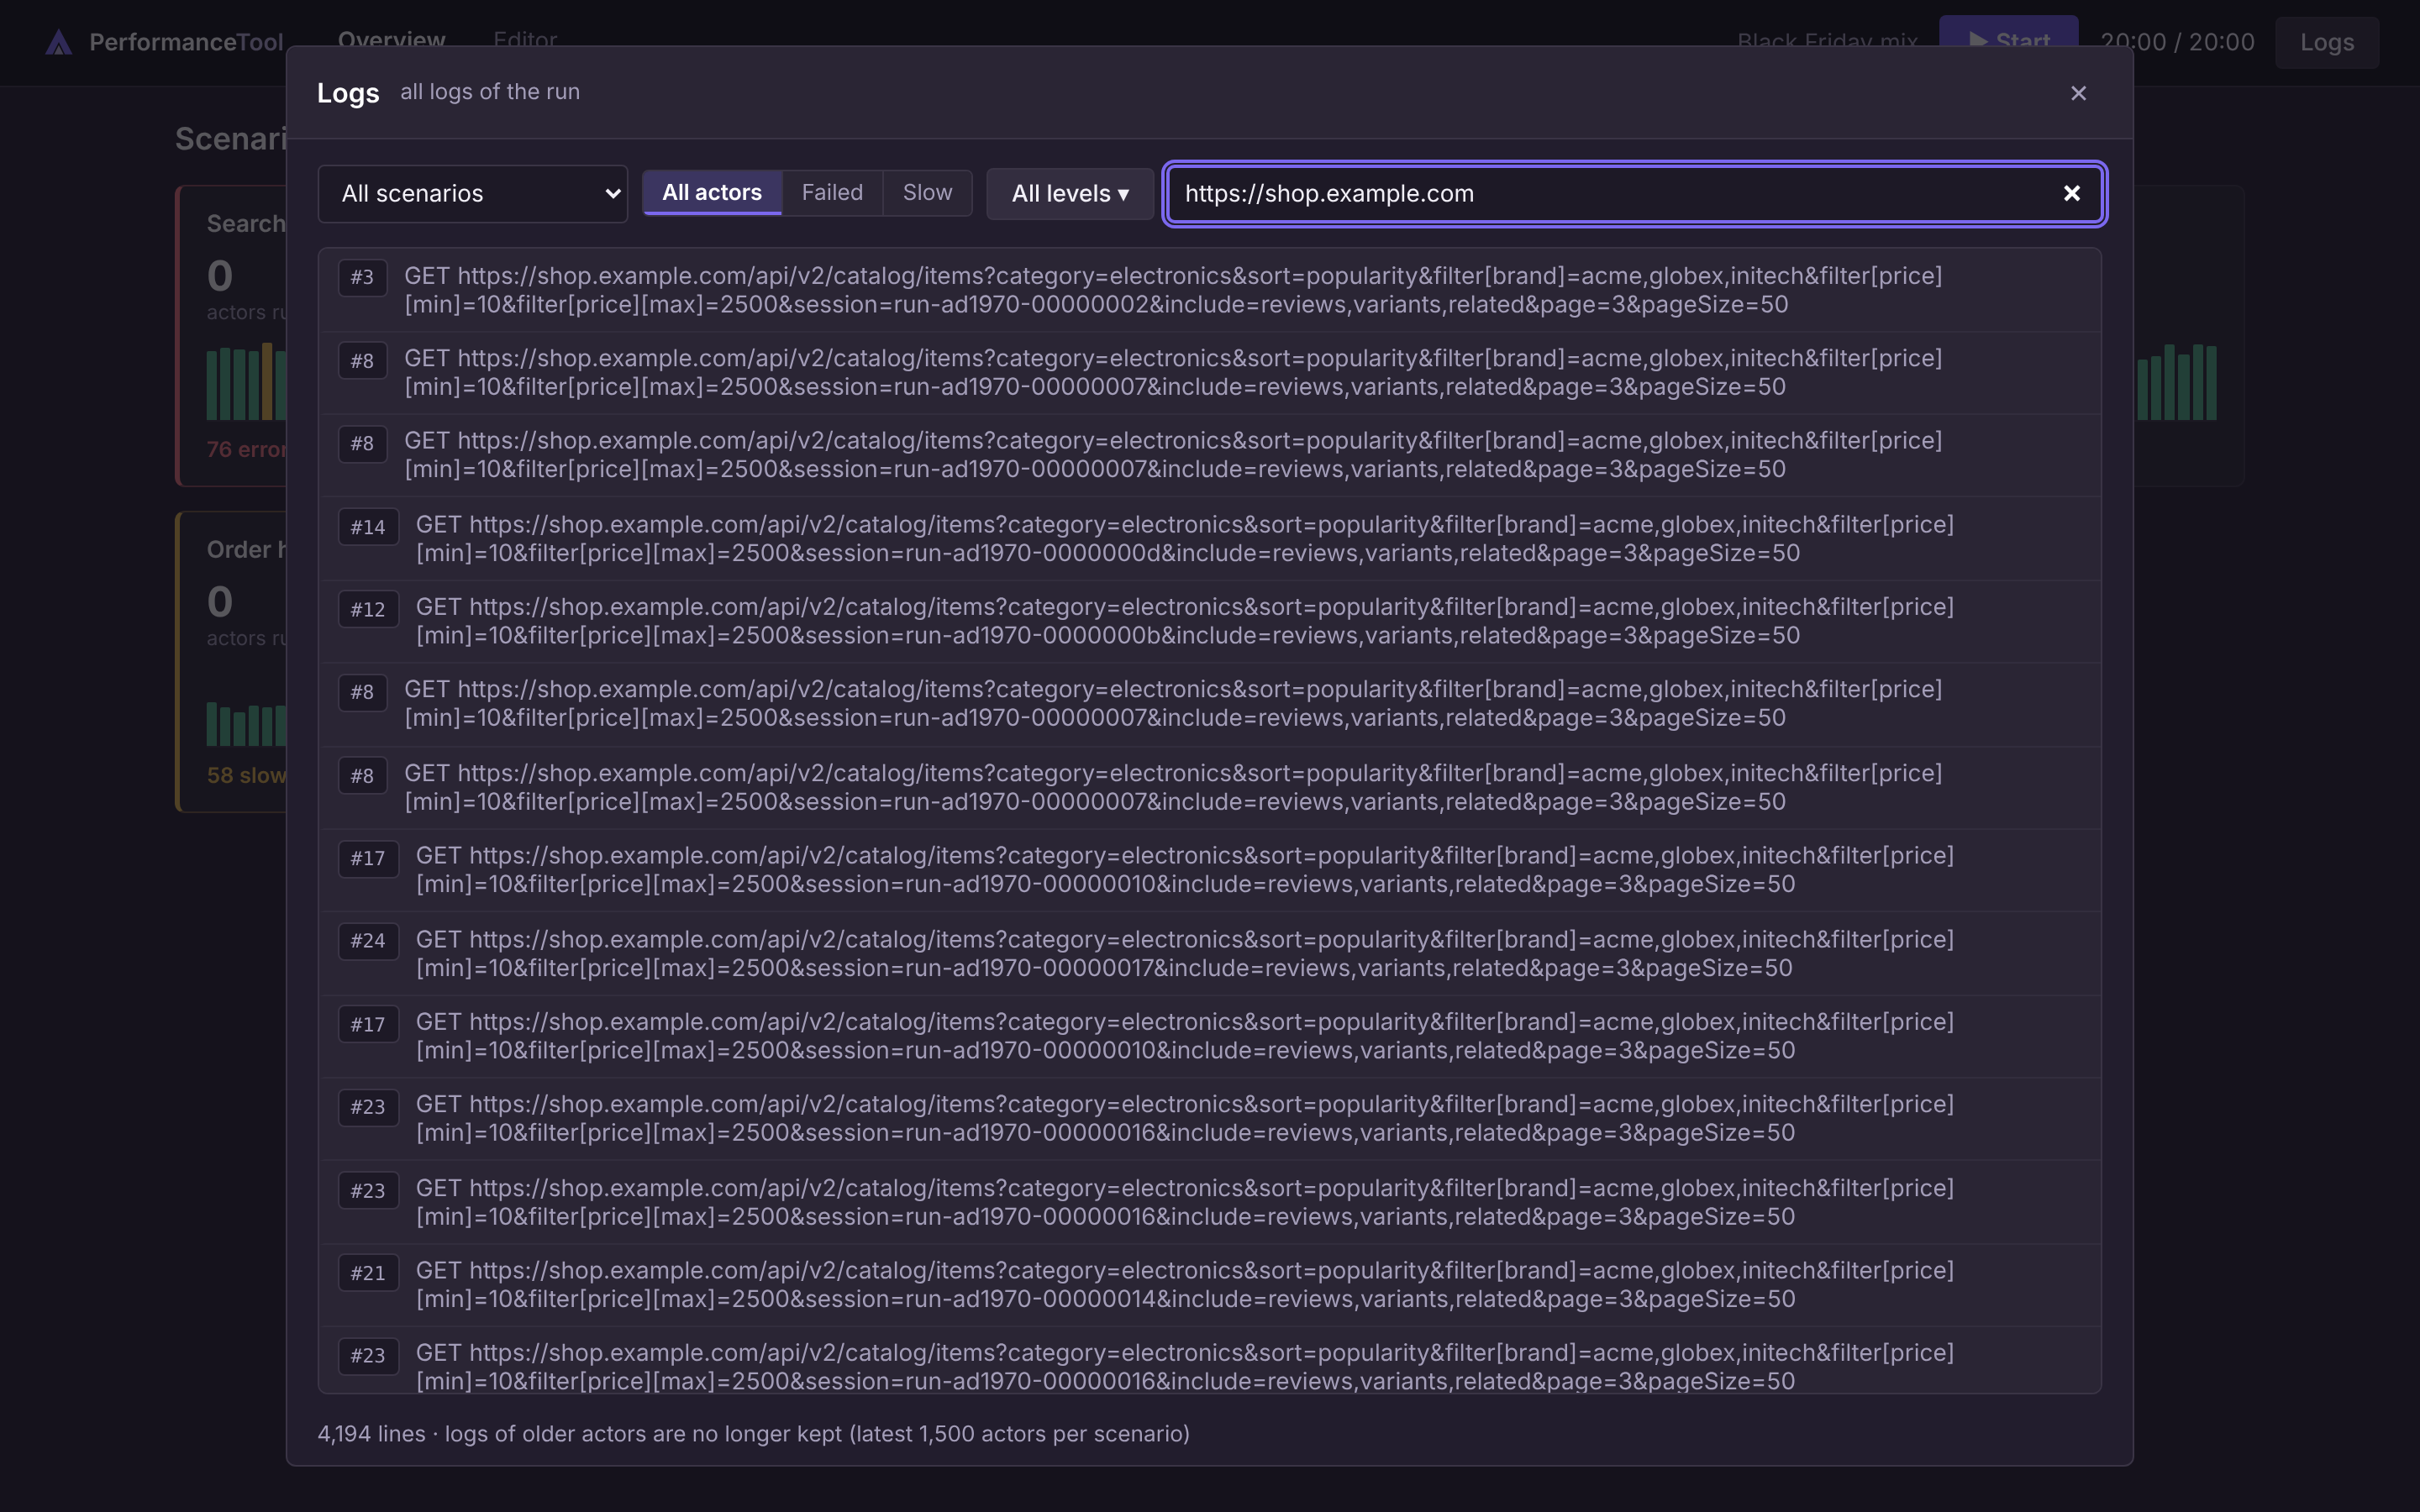 PerformanceTool
Overview
Editor
Black Friday mix
▶ Start
20:00 / 20:00
Logs
Scenari
Search
0
actors ru
76 error
Order h
0
actors ru
58 slow
Logs all logs of the run
×
All scenarios
All actors
Failed
Slow
All levels ▾
https://shop.example.com
×
#3 GET https://shop.example.com/api/v2/catalog/items?category=electronics&sort=popularity&filter[brand]=acme,globex,initech&filter[price]
[min]=10&filter[price][max]=2500&session=run-ad1970-00000002&include=reviews,variants,related&page=3&pageSize=50
#8 GET https://shop.example.com/api/v2/catalog/items?category=electronics&sort=popularity&filter[brand]=acme,globex,initech&filter[price]
[min]=10&filter[price][max]=2500&session=run-ad1970-00000007&include=reviews,variants,related&page=3&pageSize=50
#8 GET https://shop.example.com/api/v2/catalog/items?category=electronics&sort=popularity&filter[brand]=acme,globex,initech&filter[price]
[min]=10&filter[price][max]=2500&session=run-ad1970-00000007&include=reviews,variants,related&page=3&pageSize=50
#14 GET https://shop.example.com/api/v2/catalog/items?category=electronics&sort=popularity&filter[brand]=acme,globex,initech&filter[price]
[min]=10&filter[price][max]=2500&session=run-ad1970-0000000d&include=reviews,variants,related&page=3&pageSize=50
#12 GET https://shop.example.com/api/v2/catalog/items?category=electronics&sort=popularity&filter[brand]=acme,globex,initech&filter[price]
[min]=10&filter[price][max]=2500&session=run-ad1970-0000000b&include=reviews,variants,related&page=3&pageSize=50
#8 GET https://shop.example.com/api/v2/catalog/items?category=electronics&sort=popularity&filter[brand]=acme,globex,initech&filter[price]
[min]=10&filter[price][max]=2500&session=run-ad1970-00000007&include=reviews,variants,related&page=3&pageSize=50
#8 GET https://shop.example.com/api/v2/catalog/items?category=electronics&sort=popularity&filter[brand]=acme,globex,initech&filter[price]
[min]=10&filter[price][max]=2500&session=run-ad1970-00000007&include=reviews,variants,related&page=3&pageSize=50
#17 GET https://shop.example.com/api/v2/catalog/items?category=electronics&sort=popularity&filter[brand]=acme,globex,initech&filter[price]
[min]=10&filter[price][max]=2500&session=run-ad1970-00000010&include=reviews,variants,related&page=3&pageSize=50
#24 GET https://shop.example.com/api/v2/catalog/items?category=electronics&sort=popularity&filter[brand]=acme,globex,initech&filter[price]
[min]=10&filter[price][max]=2500&session=run-ad1970-00000017&include=reviews,variants,related&page=3&pageSize=50
#17 GET https://shop.example.com/api/v2/catalog/items?category=electronics&sort=popularity&filter[brand]=acme,globex,initech&filter[price]
[min]=10&filter[price][max]=2500&session=run-ad1970-00000010&include=reviews,variants,related&page=3&pageSize=50
#23 GET https://shop.example.com/api/v2/catalog/items?category=electronics&sort=popularity&filter[brand]=acme,globex,initech&filter[price]
[min]=10&filter[price][max]=2500&session=run-ad1970-00000016&include=reviews,variants,related&page=3&pageSize=50
#23 GET https://shop.example.com/api/v2/catalog/items?category=electronics&sort=popularity&filter[brand]=acme,globex,initech&filter[price]
[min]=10&filter[price][max]=2500&session=run-ad1970-00000016&include=reviews,variants,related&page=3&pageSize=50
#21 GET https://shop.example.com/api/v2/catalog/items?category=electronics&sort=popularity&filter[brand]=acme,globex,initech&filter[price]
[min]=10&filter[price][max]=2500&session=run-ad1970-00000014&include=reviews,variants,related&page=3&pageSize=50
#23 GET https://shop.example.com/api/v2/catalog/items?category=electronics&sort=popularity&filter[brand]=acme,globex,initech&filter[price]
[min]=10&filter[price][max]=2500&session=run-ad1970-00000016&include=reviews,variants,related&page=3&pageSize=50
4,194 lines · logs of older actors are no longer kept (latest 1,500 actors per scenario)